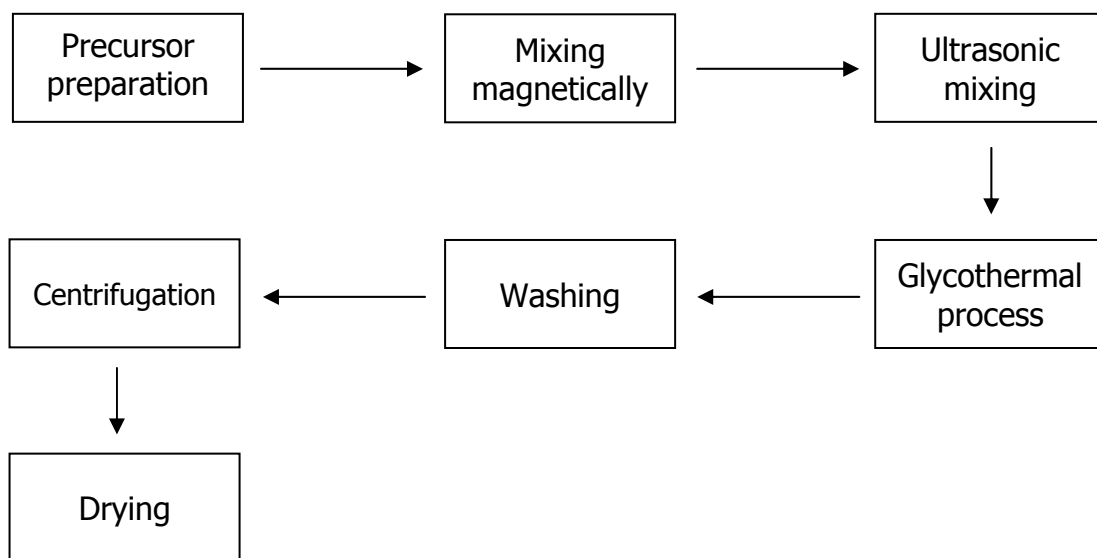 Precursor
preparation
Mixing
magnetically
Ultrasonic
mixing
Glycothermal
process
Washing
Centrifugation
Drying